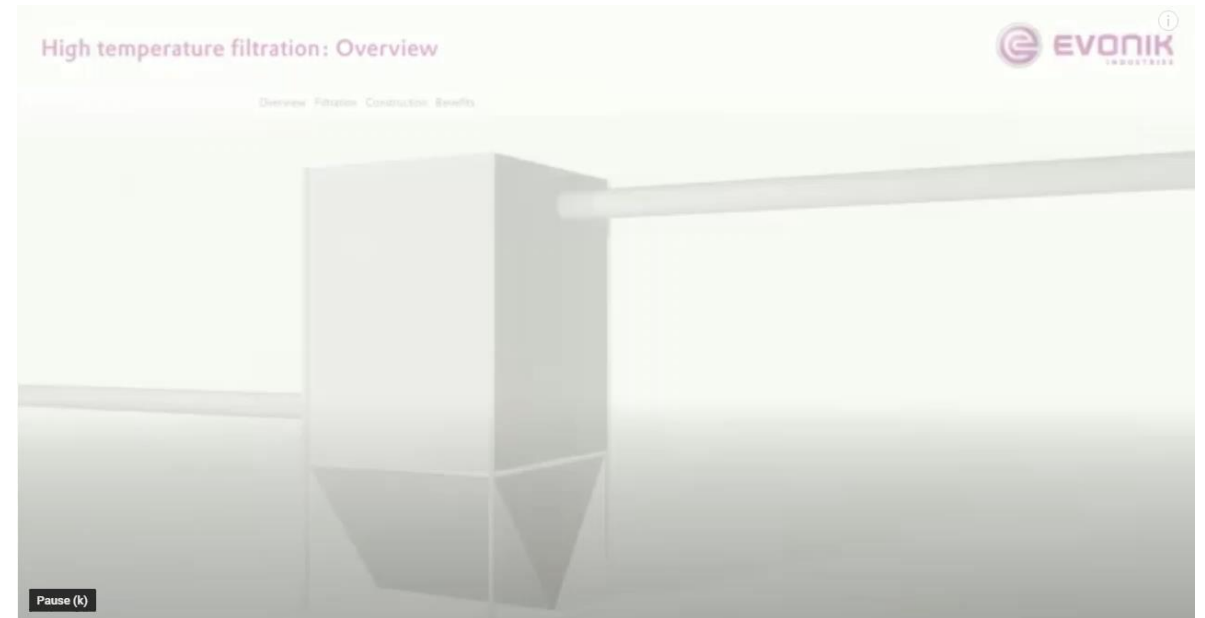 High temperature filtration: Overview
EVONIK
INDUSTRIES
Overview Filtration Construction Benefits
Pause (k)